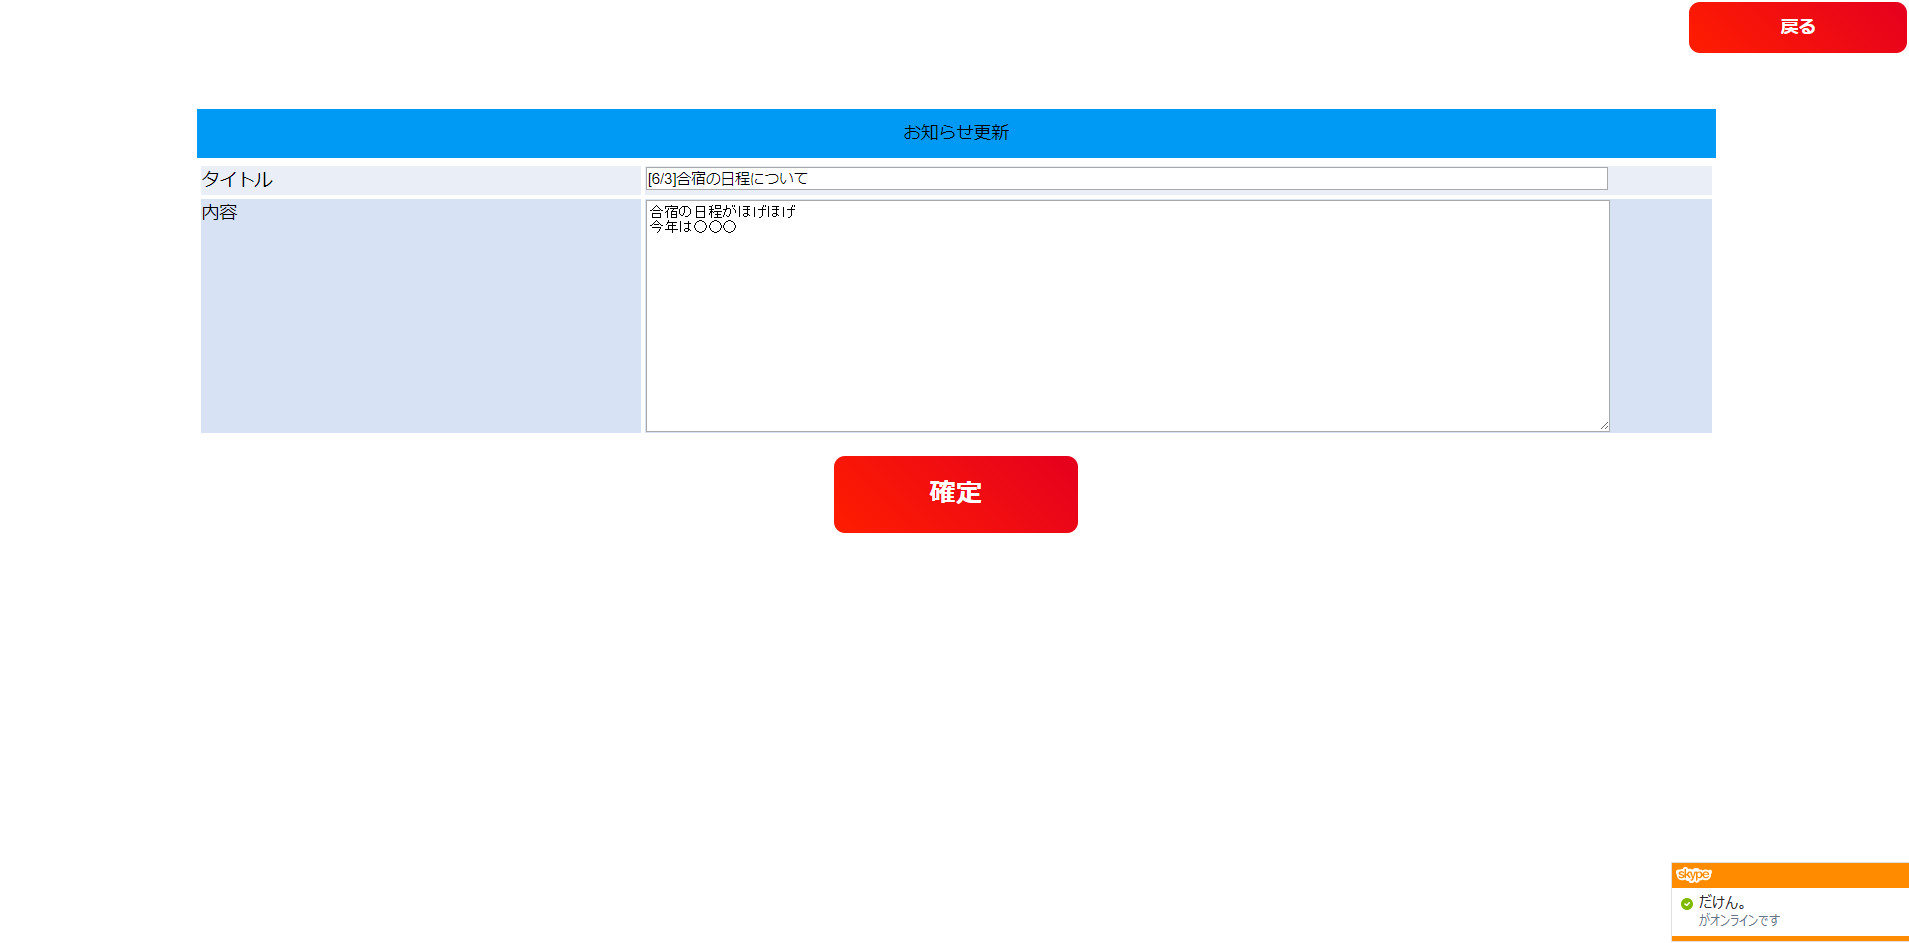 戻る
お知らせ更新
タイトル
[6/3]合宿の日程について
内容
合宿の日程がほげほげ
今年は〇〇〇
確定
skype
だけん。
がオンラインです